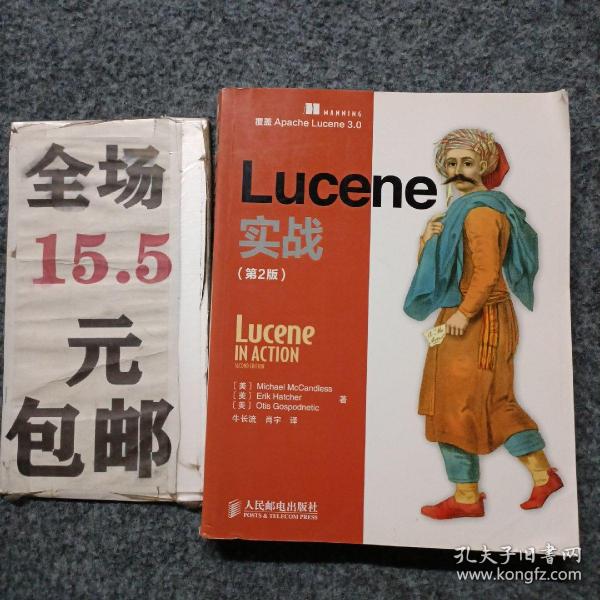 全场
15.5
元
包邮
MANNING
覆盖 Apache Lucene 3.0
Lucene
实战
（第2版）
Lucene
IN ACTION
SECOND EDITION
［美］ Michael McCandless
［美］ Erik Hatcher
［美］ Otis Gospodnetic 著
牛长流 肖宇 译
人民邮电出版社
POSTS & TELECOM PRESS
孔夫子旧书网
www.kongfz.com